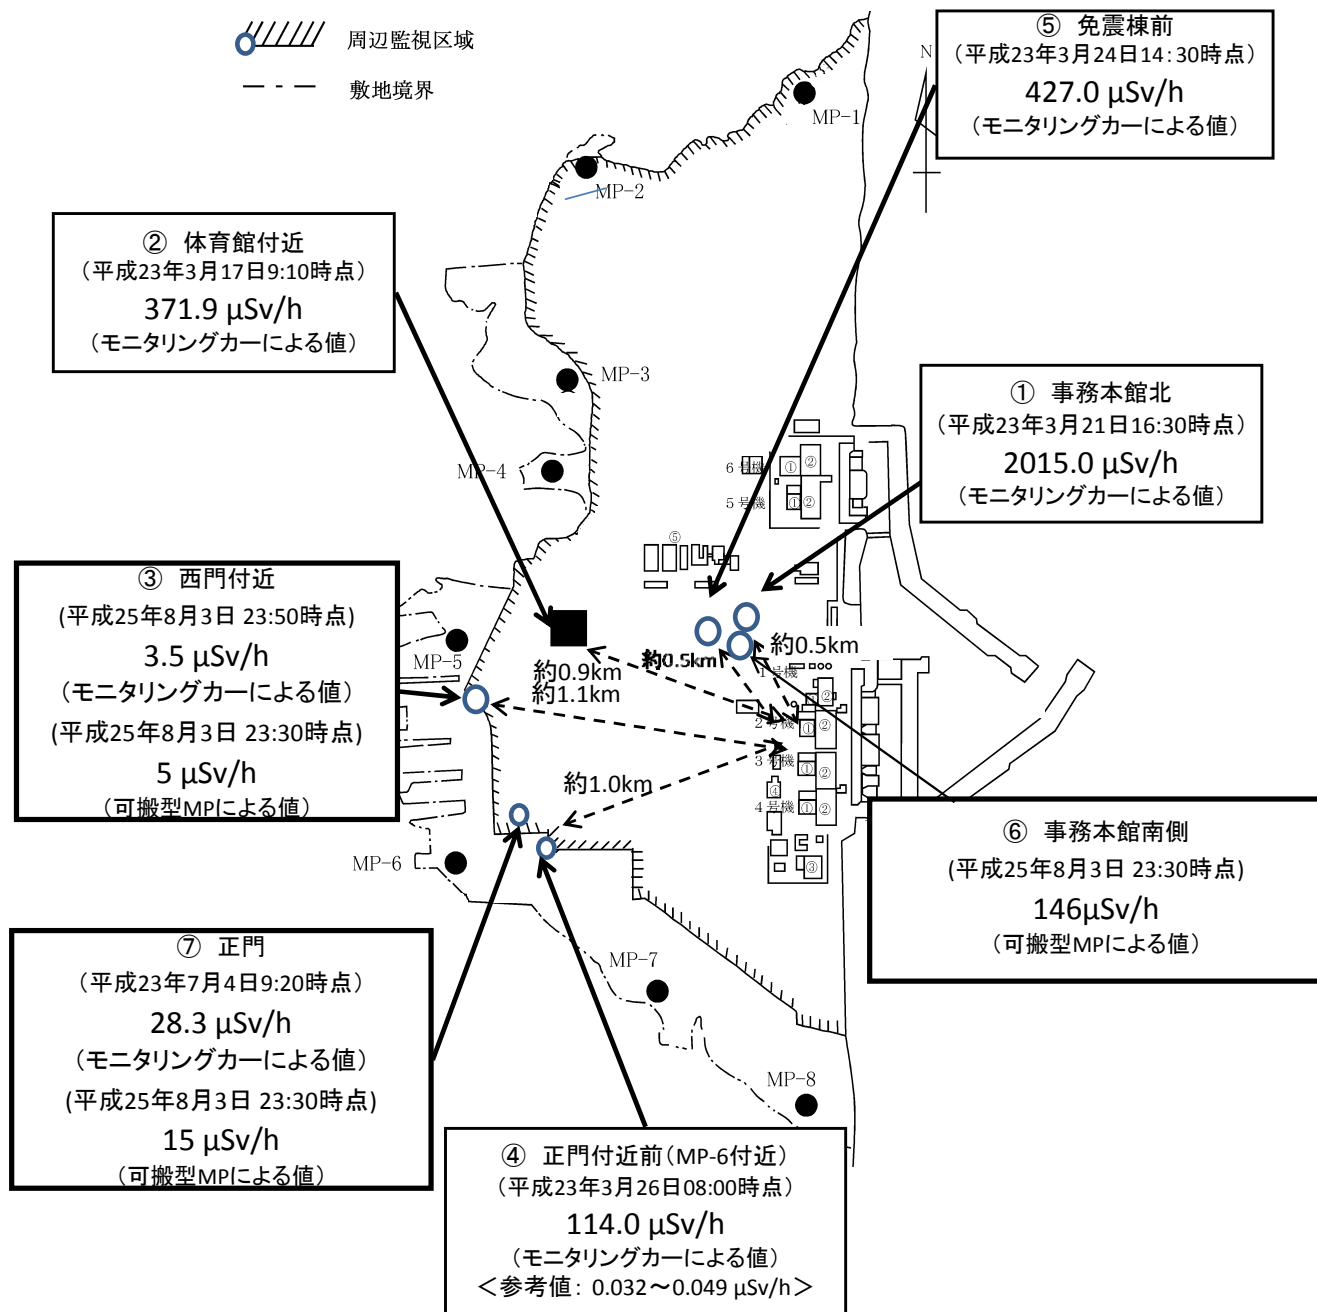 周辺監視区域
敷地境界
⑤ 免震棟前
（平成23年3月24日14:30時点）
427.0 μSv/h
（モニタリングカーによる値）
N
MP-1
MP-2
② 体育館付近
（平成23年3月17日9:10時点）
371.9 μSv/h
（モニタリングカーによる値）
MP-3
① 事務本館北
（平成23年3月21日16:30時点）
2015.0 μSv/h
（モニタリングカーによる値）
MP-4
6号機
① ②
5号機
① ②
⑤
③ 西門付近
(平成25年8月3日 23:50時点)
3.5 μSv/h
（モニタリングカーによる値）
(平成25年8月3日 23:30時点)
5 μSv/h
（可搬型MPによる値）
MP-5
約0.9km
約1.1km
約0.5km
約0.5km
1号機
②
2号機
① ②
3号機
① ②
約1.0km
④
4号機
① ②
③
MP-6
⑥ 事務本館南側
(平成25年8月3日 23:30時点)
146μSv/h
（可搬型MPによる値）
⑦ 正門
（平成23年7月4日9:20時点）
28.3 μSv/h
（モニタリングカーによる値）
(平成25年8月3日 23:30時点)
15 μSv/h
（可搬型MPによる値）
MP-7
MP-8
④ 正門付近前（MP-6付近）
（平成23年3月26日08:00時点）
114.0 μSv/h
（モニタリングカーによる値）
＜参考値：0.032～0.049 μSv/h＞